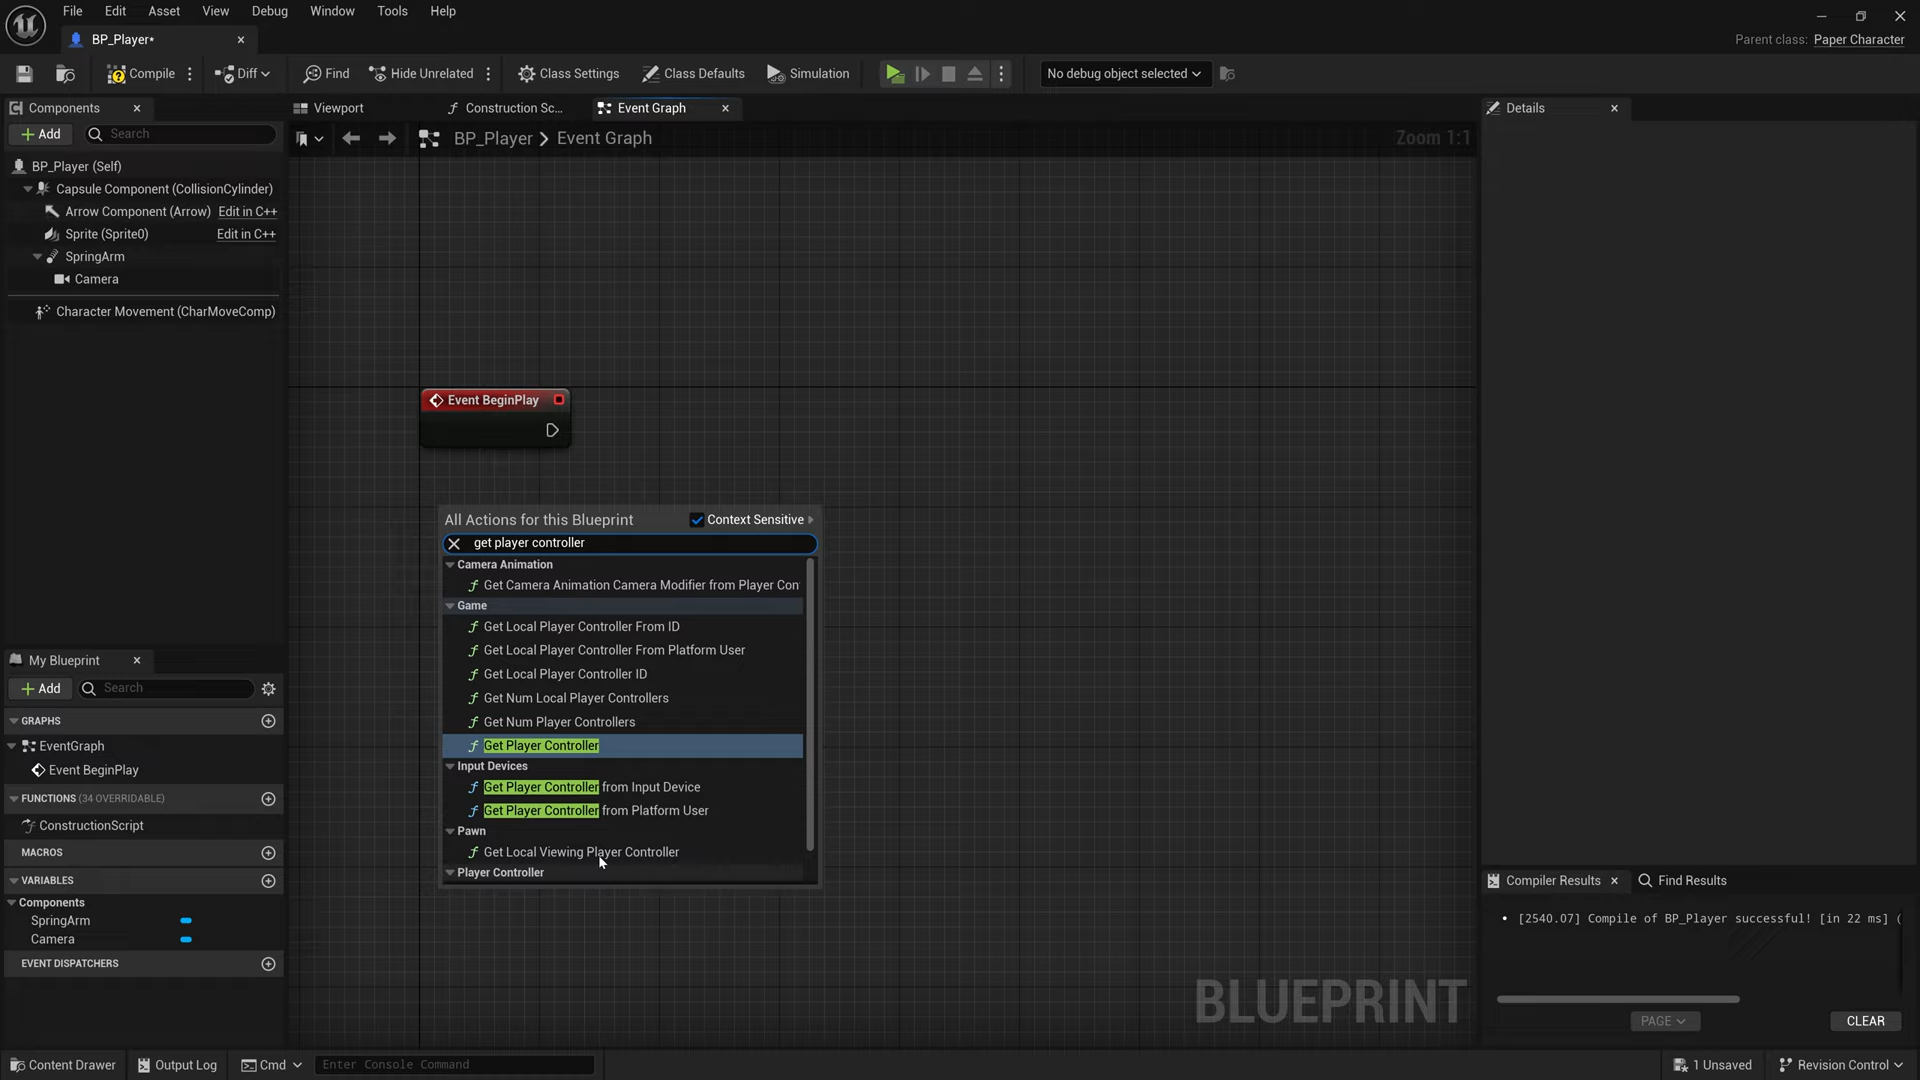 File Edit Asset View Debug Window Tools Help
BP_Player*
Parent class: Paper Character
Compile Diff Find Hide Unrelated Class Settings Class Defaults Simulation No debug object selected
Components
Add Search
BP_Player (Self)
Capsule Component (CollisionCylinder)
Arrow Component (Arrow) Edit in C++
Sprite (Sprite0) Edit in C++
SpringArm
Camera
Character Movement (CharMoveComp)
Viewport Construction Sc... Event Graph
BP_Player > Event Graph
Zoom 1:1
Event BeginPlay
All Actions for this Blueprint Context Sensitive
get player controller
Camera Animation
f Get Camera Animation Camera Modifier from Player Con
Game
f Get Local Player Controller From ID
f Get Local Player Controller From Platform User
f Get Local Player Controller ID
f Get Num Local Player Controllers
f Get Num Player Controllers
f Get Player Controller
Input Devices
f Get Player Controller from Input Device
f Get Player Controller from Platform User
Pawn
f Get Local Viewing Player Controller
Player Controller
BLUEPRINT
My Blueprint
Add Search
GRAPHS
EventGraph
Event BeginPlay
FUNCTIONS (34 OVERRIDABLE)
ConstructionScript
MACROS
VARIABLES
Components
SpringArm
Camera
EVENT DISPATCHERS
Details
Compiler Results Find Results
[2540.07] Compile of BP_Player successful! [in 22 ms] (
PAGE CLEAR
Content Drawer Output Log Cmd Enter Console Command 1 Unsaved Revision Control